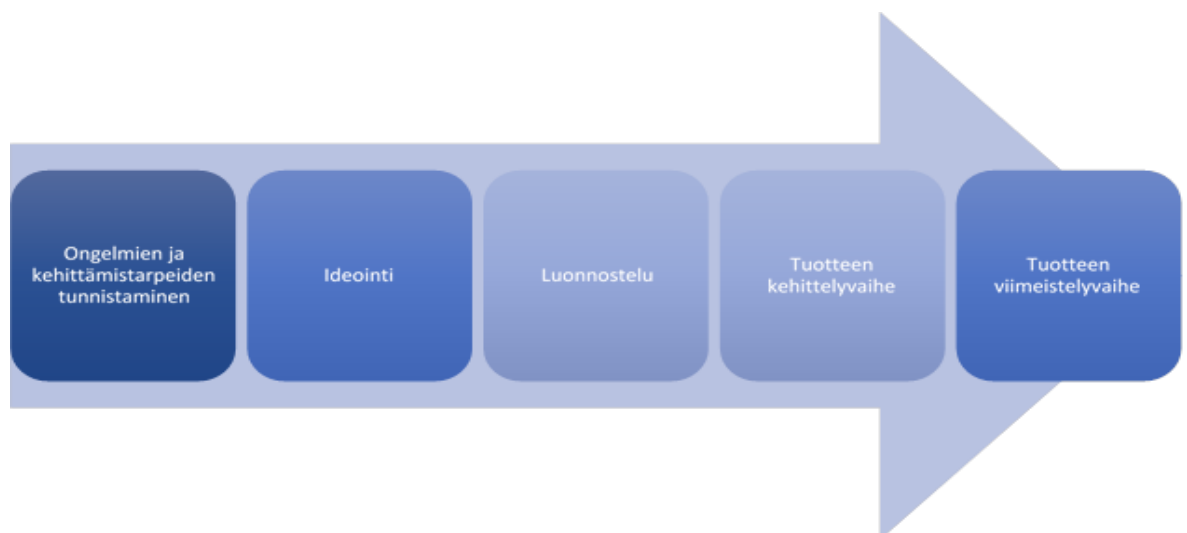 Ongelmien ja
kehittämistarpeiden
tunnistaminen
Ideointi
Luonnostelu
Tuotteen
kehittelyvaihe
Tuotteen
viimeistelyvaihe